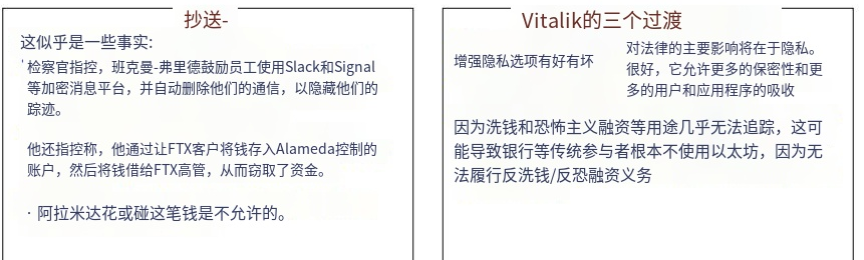 抄送-
这似乎是一些事实:
检察官指控，班克曼-弗里德鼓励员工使用Slack和Signal
等加密消息平台，并自动删除他们的通信，以隐藏他们的
踪迹。
他还指控称，他通过让FTX客户将钱存入Alameda控制的
账户，然后将钱借给FTX高管，从而窃取了资金。
· 阿拉米达花或碰这笔钱是不允许的。
Vitalik的三个过渡
增强隐私选项有好有坏
对法律的主要影响将在于隐私。
很好，它允许更多的保密性和更
多的用户和应用程序的吸收
因为洗钱和恐怖主义融资等用途几乎无法追踪，这可
能导致银行等传统参与者根本不使用以太坊，因为无
法履行反洗钱/反恐融资义务